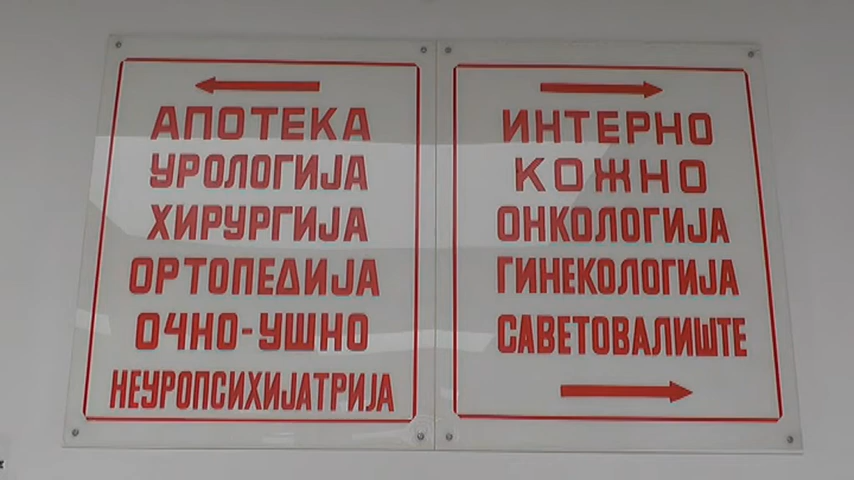 АПОТЕКА
УРОЛОГИЈА
ХИРУРГИЈА
ОРТОПЕДИЈА
ОЧНО-УШНО
НЕУРОПСИХИЈАТРИЈА
ИНТЕРНО
КОЖНО
ОНКОЛОГИЈА
ГИНЕКОЛОГИЈА
САВЕТОВАЛИШТЕ